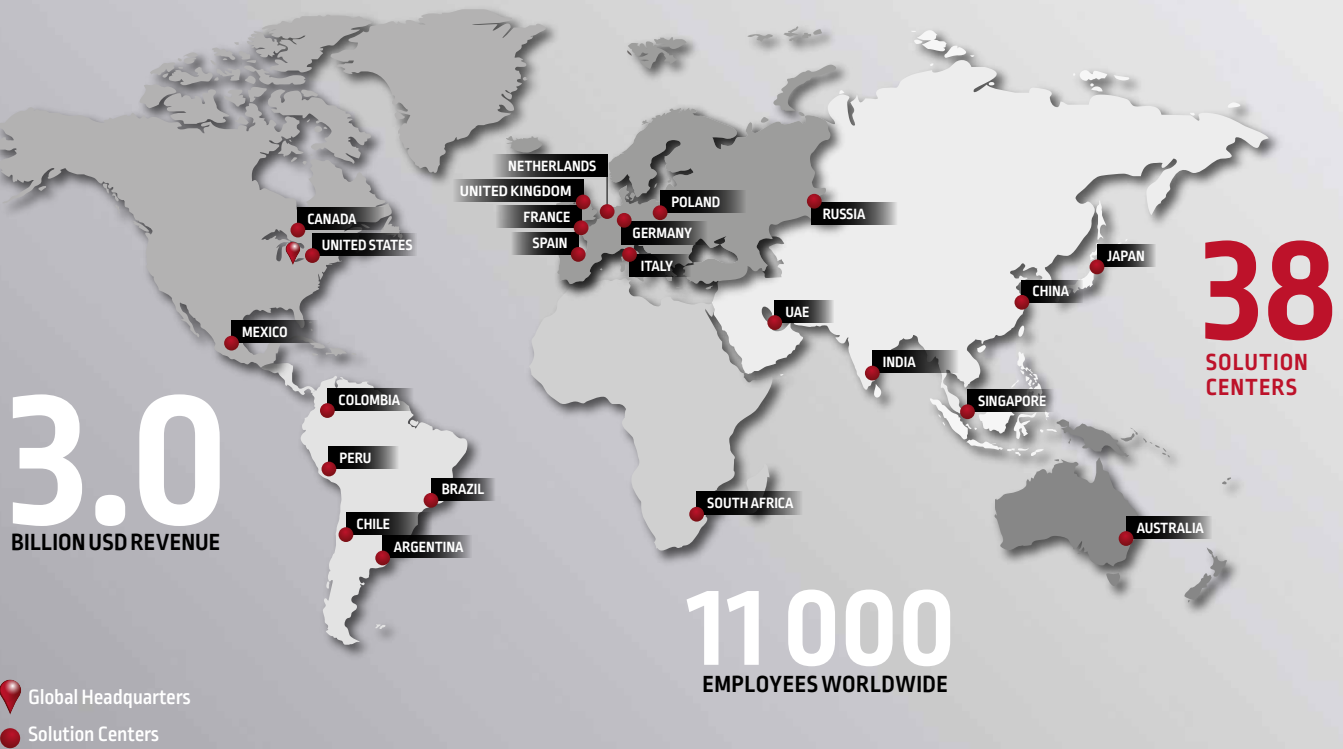 NETHERLANDS
UNITED KINGDOM
POLAND
FRANCE
RUSSIA
CANADA
GERMANY
SPAIN
UNITED STATES
ITALY
JAPAN
38
SOLUTION
CENTERS
CHINA
UAE
MEXICO
INDIA
COLOMBIA
SINGAPORE
3.0
BILLION USD REVENUE
PERU
BRAZIL
SOUTH AFRICA
CHILE
AUSTRALIA
ARGENTINA
11 000
EMPLOYEES WORLDWIDE
Global Headquarters
Solution Centers